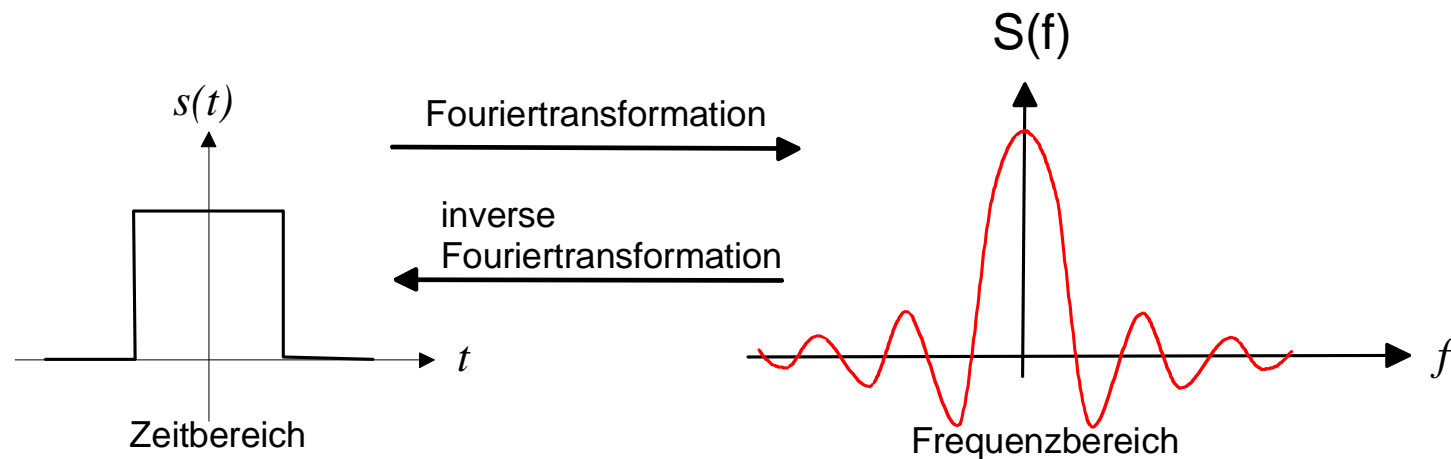 S(f)
s(t)
Fouriertransformation
inverse
Fouriertransformation
t
f
Zeitbereich
Frequenzbereich